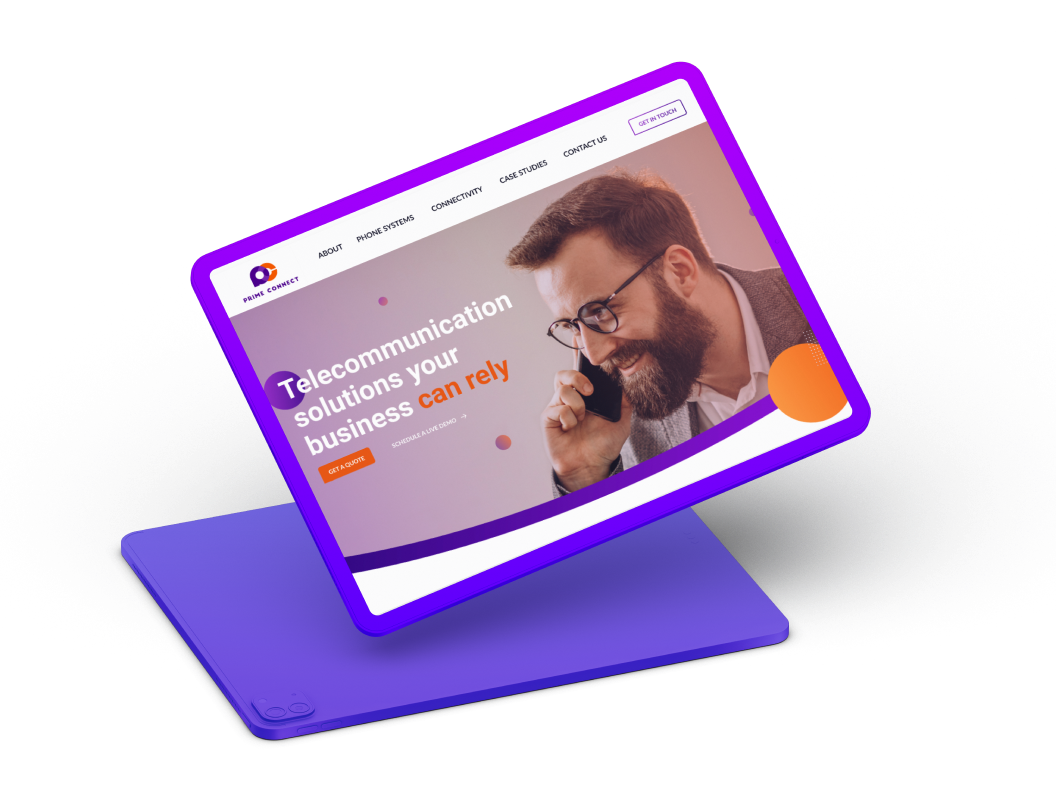 PRIME CONNECT
ABOUT PHONE SYSTEMS CONNECTIVITY CASE STUDIES CONTACT US GET IN TOUCH
Telecommunication
solutions your
business can rely
GET A QUOTE SCHEDULE A LIVE DEMO →